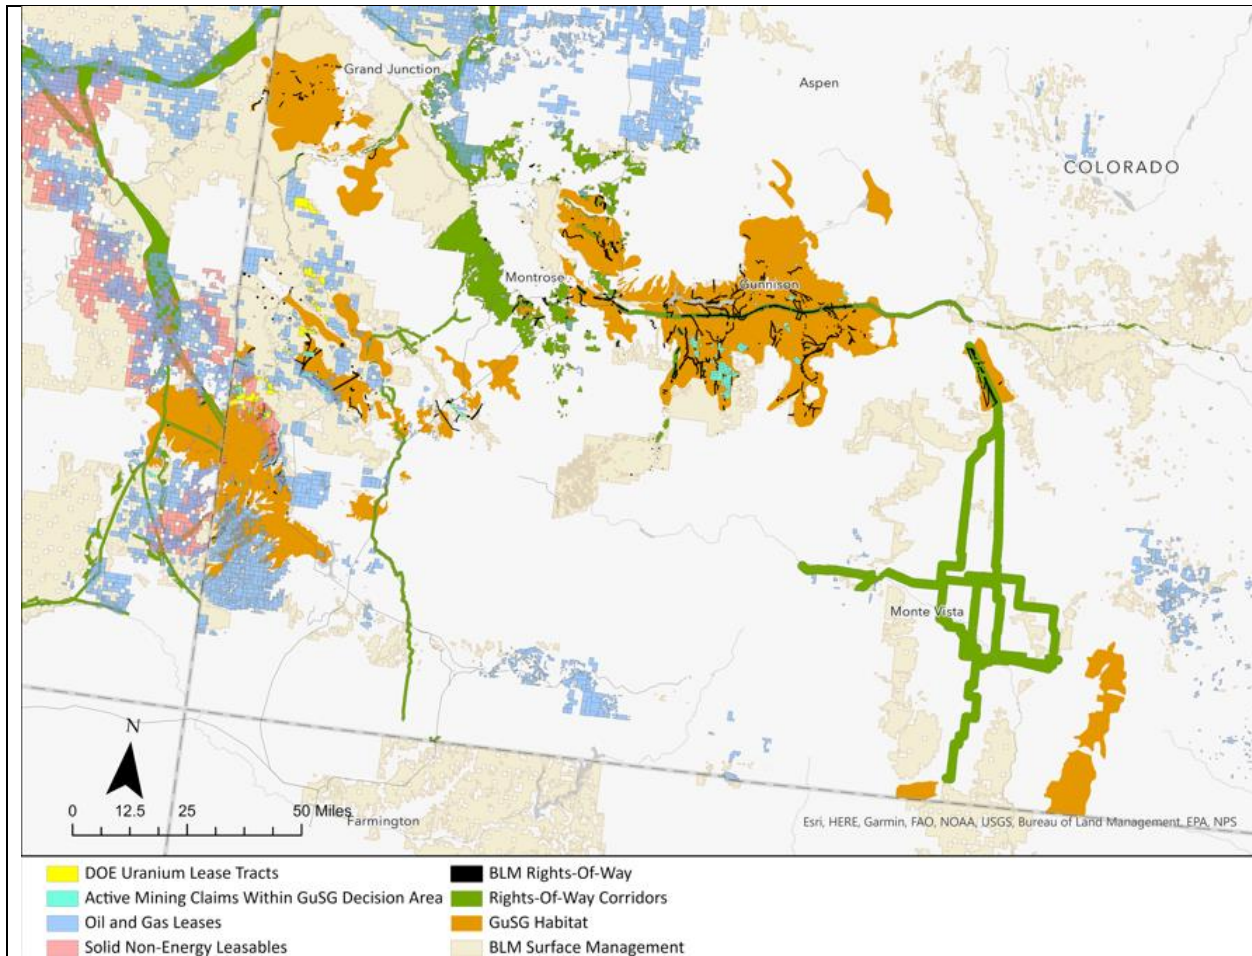 Grand Junction
Aspen
COLORADO
Montrose
Gunnison
Monte Vista
N
0 12.5 25 50 Miles
Farmington
Esri, HERE, Garmin, FAO, NOAA, USGS, Bureau of Land Management, EPA, NPS
DOE Uranium Lease Tracts
Active Mining Claims Within GuSG Decision Area
Oil and Gas Leases
Solid Non-Energy Leasables
BLM Rights-Of-Way
Rights-Of-Way Corridors
GuSG Habitat
BLM Surface Management